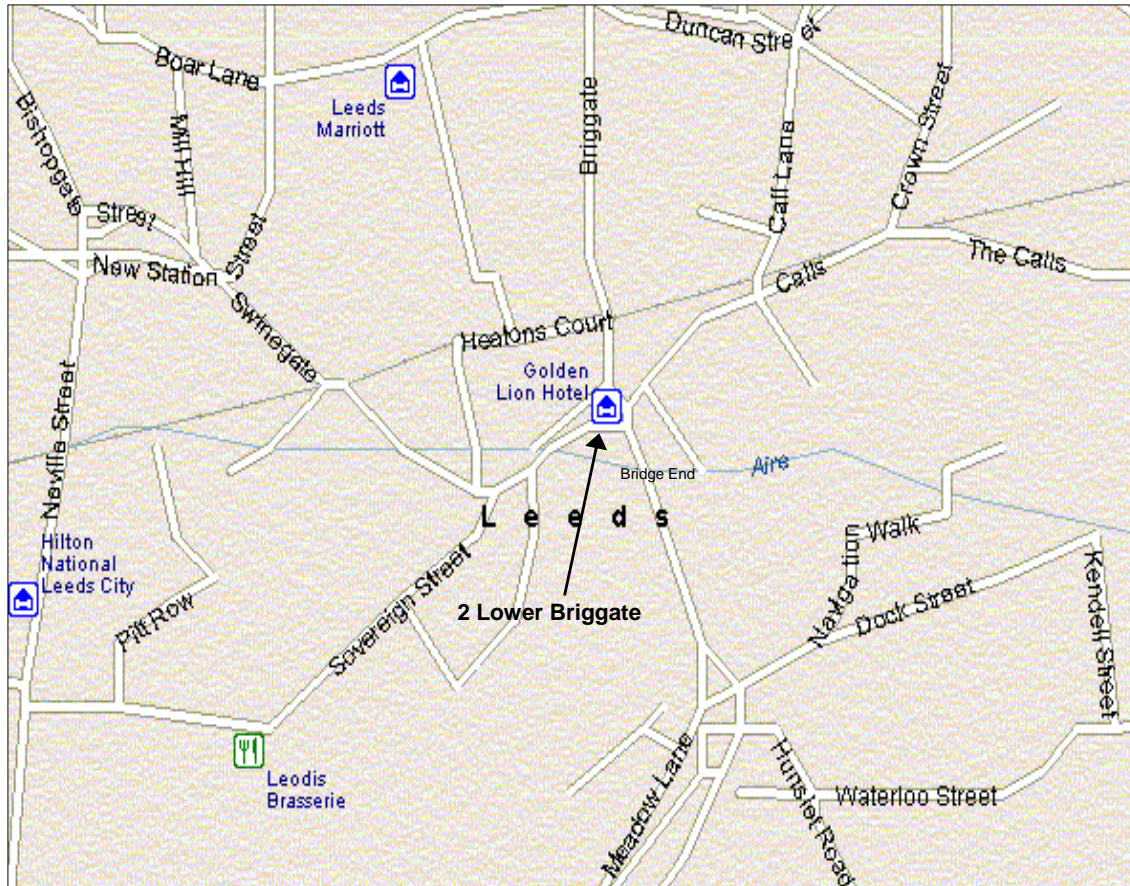 Duncan Street
Boar Lane
Leeds
Marriott
Bishopgate
Street
Mill Hill
Street
Briggate
Call Lane
Crown Street
New Station
Calls
The Calls
Swinegate
Heatons Court
Golden
Lion Hotel
Neville Street
Bridge End
Aire
Leeds
Hilton
National
Leeds City
Pitt Row
Sovereign Street
2 Lower Briggate
Navigation
Walk
Dock Street
Kendell Street
Leodis
Brasserie
Meadow Lane
Hunslet Road
Waterloo Street